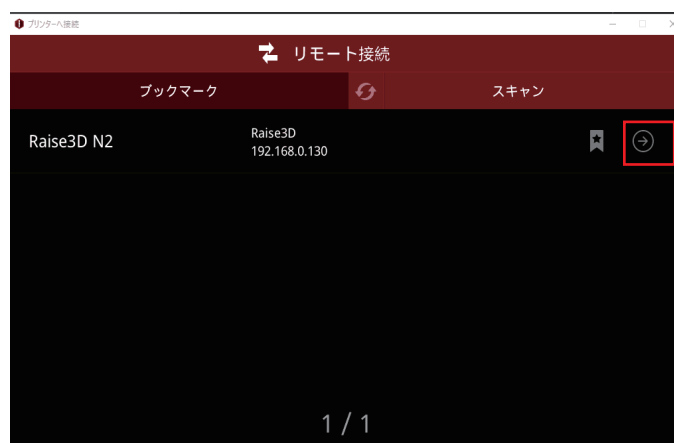 プリンターへ接続
リモート接続
ブックマーク
スキャン
Raise3D N2
Raise3D
192.168.0.130
1 / 1